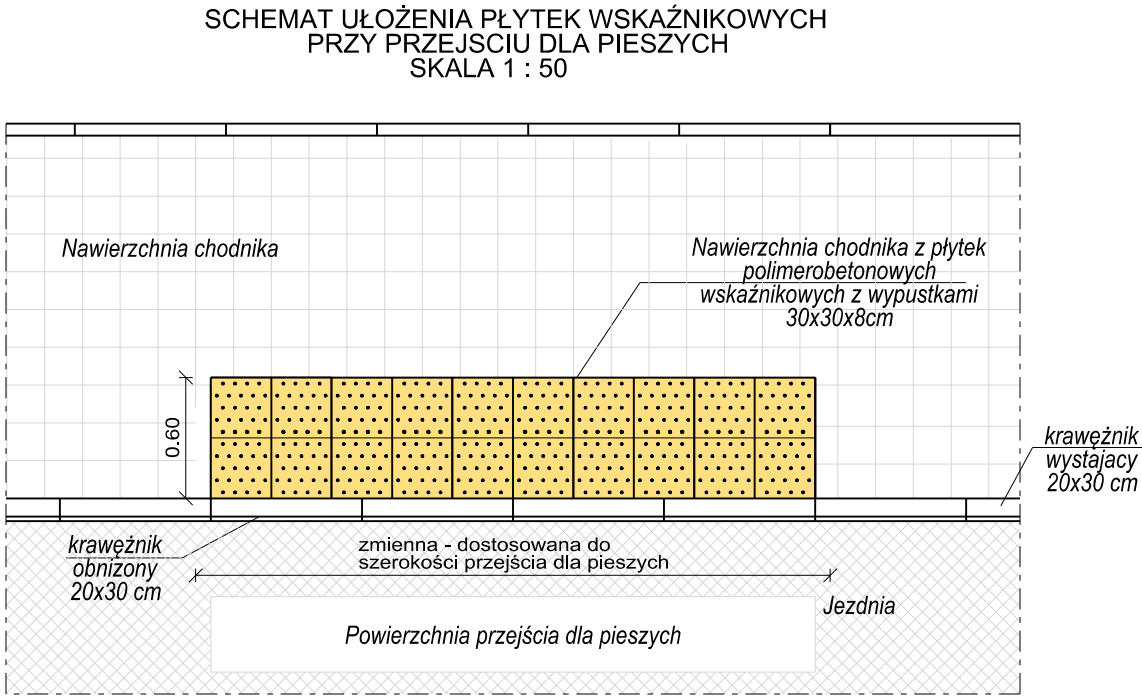 SCHEMAT UŁOŻENIA PŁYTEK WSKAŹNIKOWYCH
PRZY PRZEJSCIU DLA PIESZYCH
SKALA 1 : 50
Nawierzchnia chodnika
Nawierzchnia chodnika z płytek
polimerobetonowych
wskaźnikowych z wypustkami
30x30x8cm
0.60
krawężnik
wystajacy
20x30 cm
krawężnik
obniżony
20x30 cm
zmienna - dostosowana do
szerokości przejścia dla pieszych
Jezdnia
Powierzchnia przejścia dla pieszych